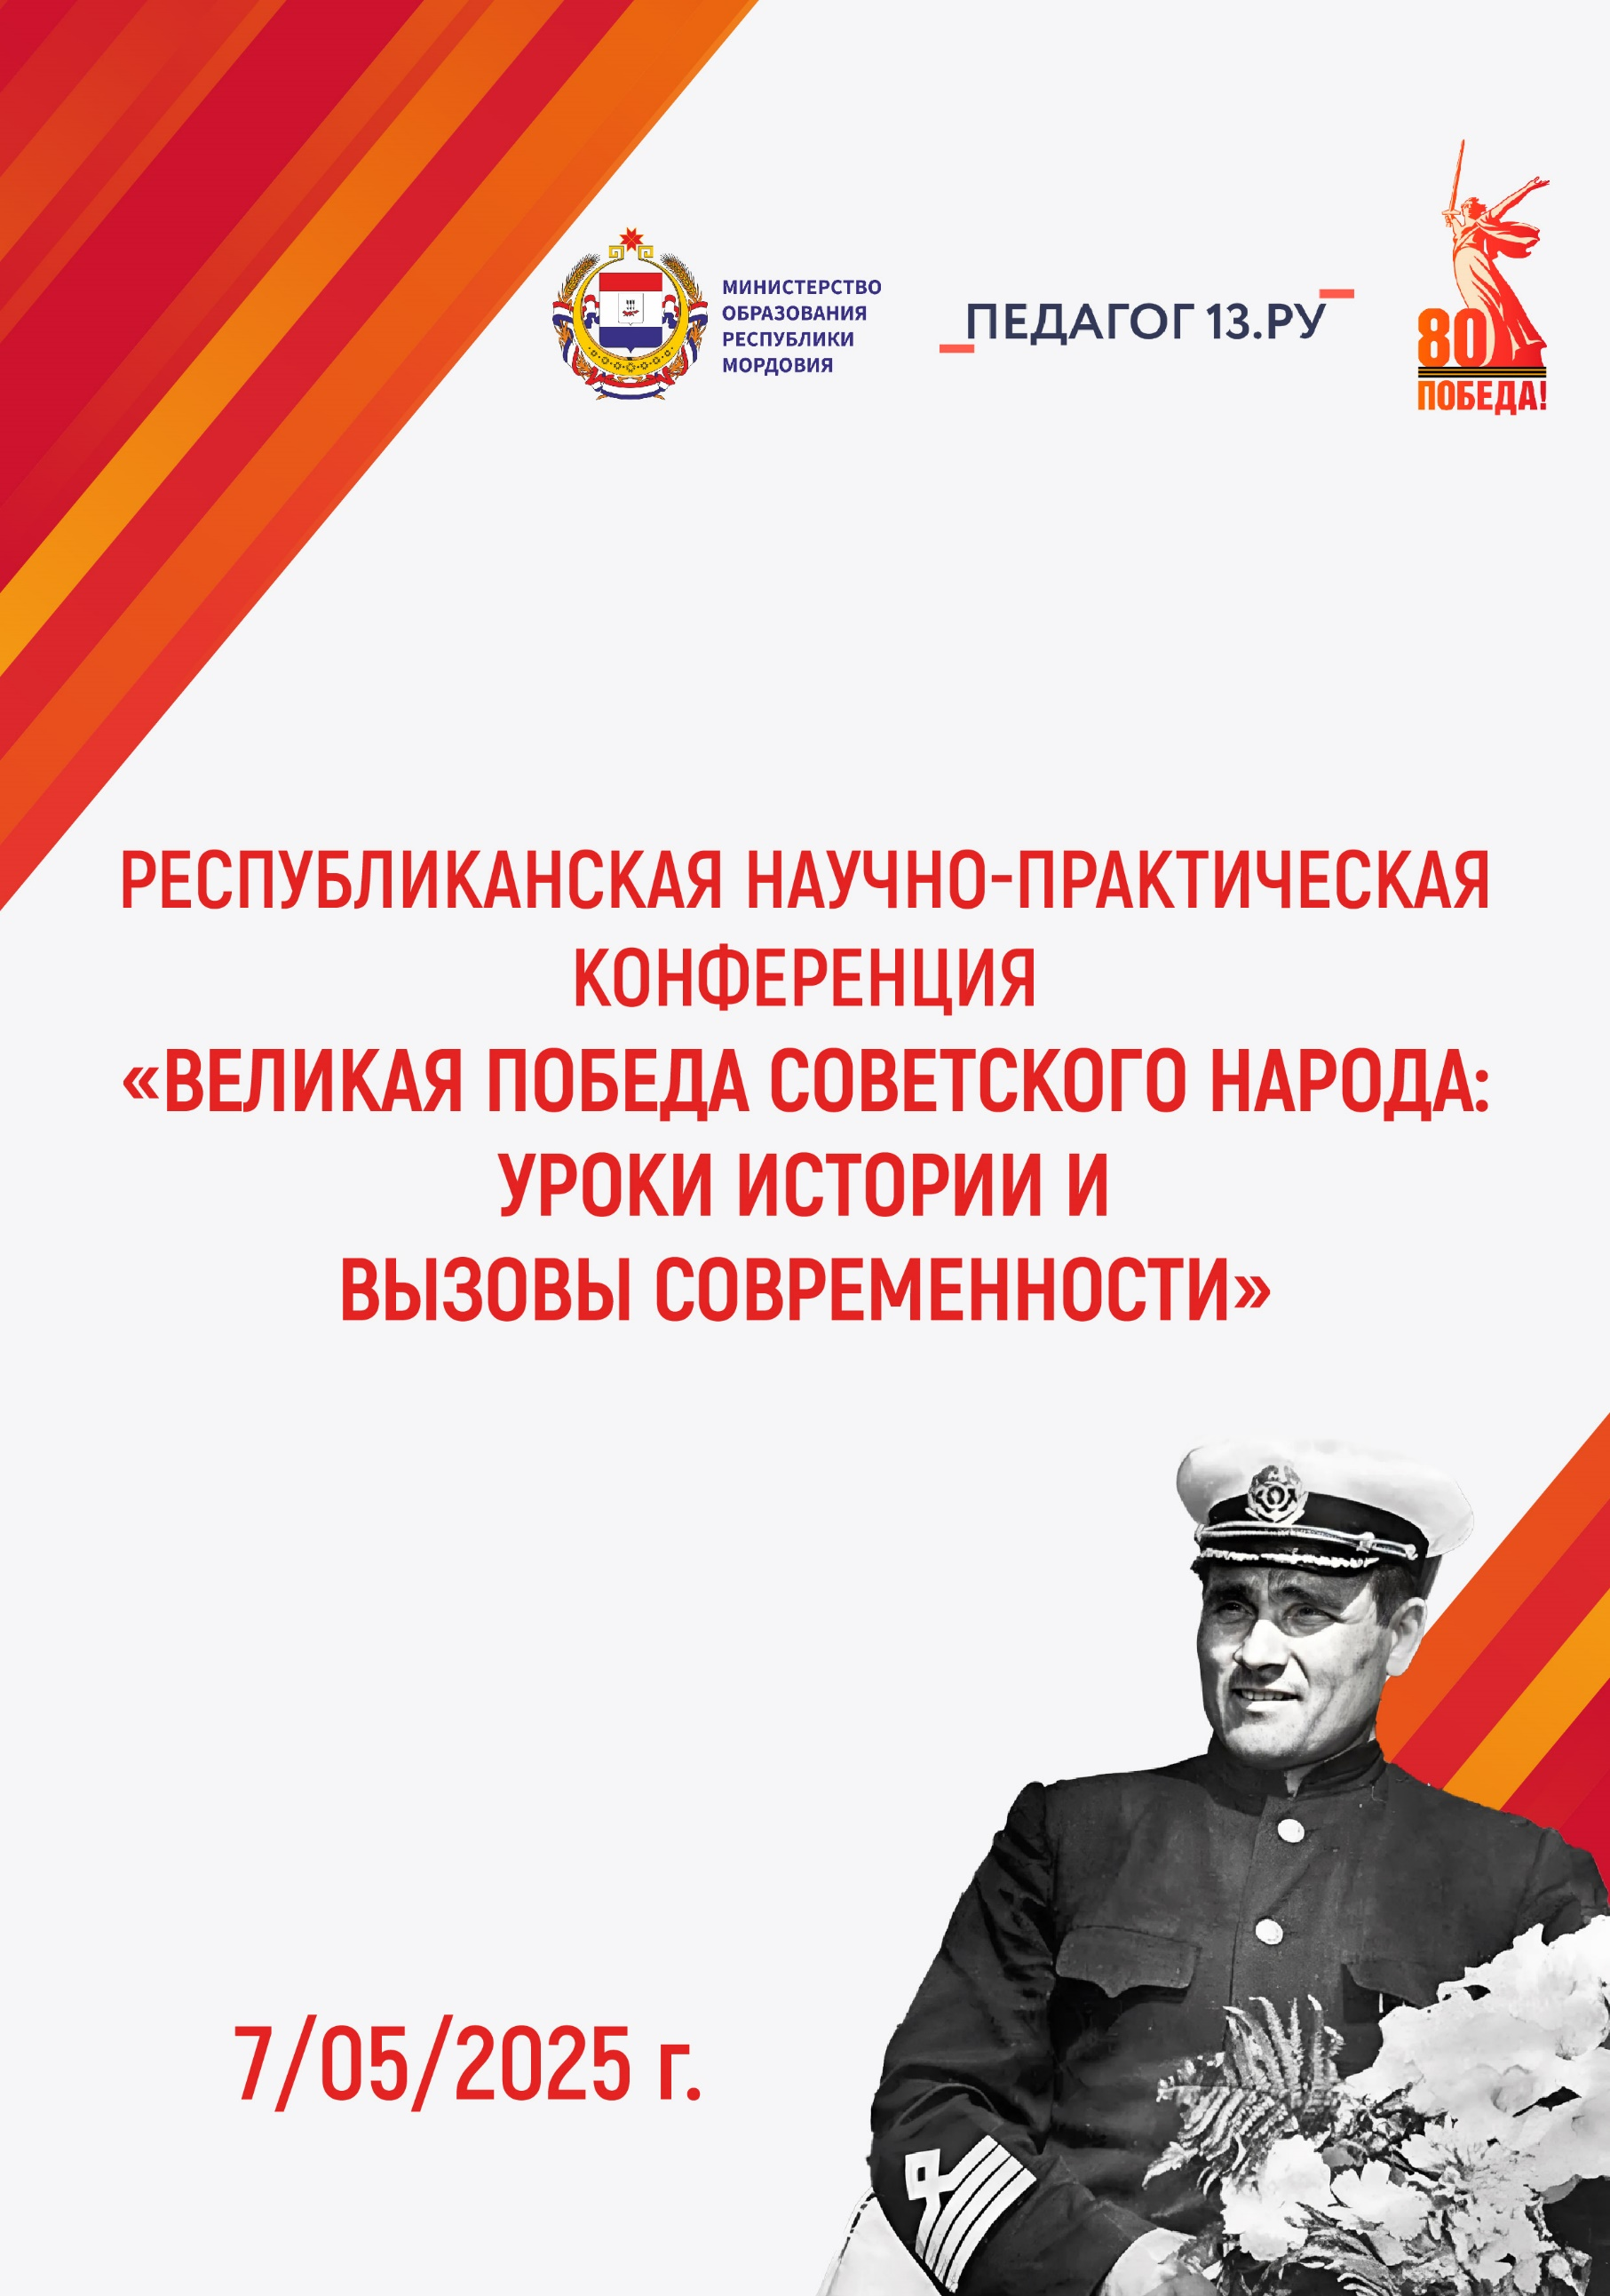 МИНИСТЕРСТВО
ОБРАЗОВАНИЯ
РЕСПУБЛИКИ
МОРДОВИЯ
ПЕДАГОГ 13.РУ
80
ПОБЕДА!
РЕСПУБЛИКАНСКАЯ НАУЧНО-ПРАКТИЧЕСКАЯ
КОНФЕРЕНЦИЯ
«ВЕЛИКАЯ ПОБЕДА СОВЕТСКОГО НАРОДА:
УРОКИ ИСТОРИИ И
ВЫЗОВЫ СОВРЕМЕННОСТИ»
7/05/2025 г.